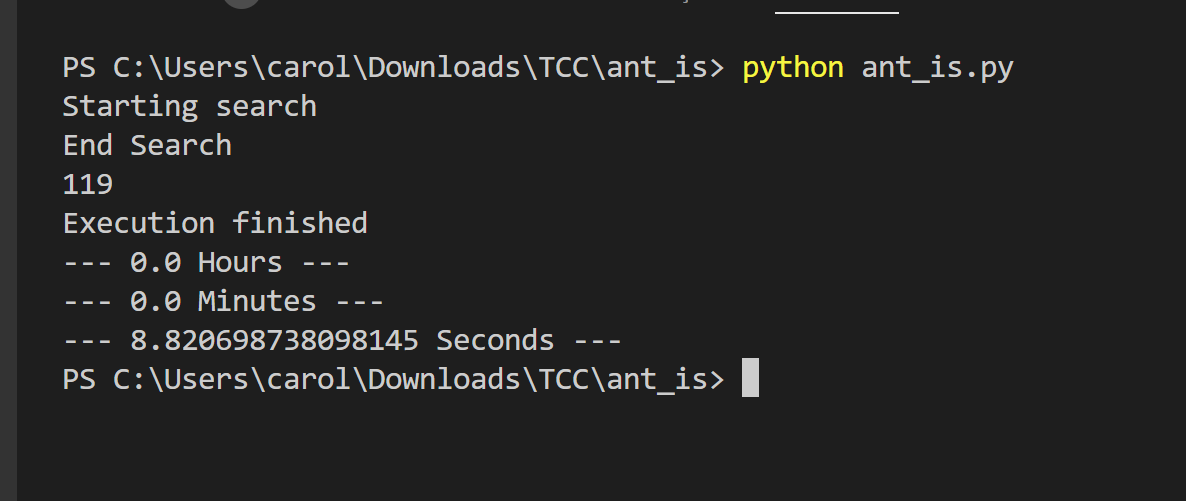 PS C:\Users\carol\Downloads\TCC\ant_is> python ant_is.py
Starting search
End Search
119
Execution finished
--- 0.0 Hours ---
--- 0.0 Minutes ---
--- 8.820698738098145 Seconds ---
PS C:\Users\carol\Downloads\TCC\ant_is>